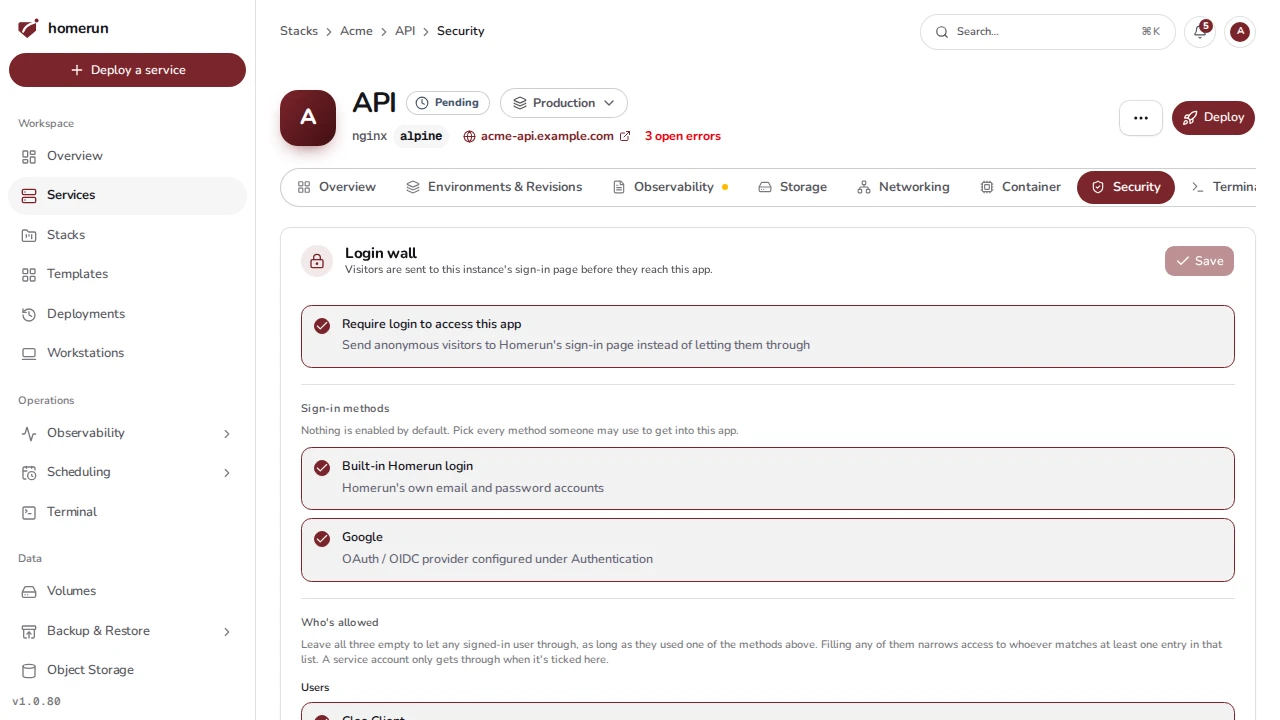 homerun
Deploy a service
Workspace
Overview
Services
Stacks
Templates
Deployments
Workstations
Operations
Observability
Scheduling
Terminal
Data
Volumes
Backup & Restore
Object Storage
v1.0.80
Stacks > Acme > API > Security
Search... ⌘K
5
A
A
API Pending Production
nginx alpine acme-api.example.com 3 open errors
Deploy
Overview Environments & Revisions Observability Storage Networking Container Security Termina
Login wall
Visitors are sent to this instance's sign-in page before they reach this app.
Save
Require login to access this app
Send anonymous visitors to Homerun's sign-in page instead of letting them through
Sign-in methods
Nothing is enabled by default. Pick every method someone may use to get into this app.
Built-in Homerun login
Homerun's own email and password accounts
Google
OAuth / OIDC provider configured under Authentication
Who's allowed
Leave all three empty to let any signed-in user through, as long as they used one of the methods above. Filling any of them narrows access to whoever matches at least one entry in that
list. A service account only gets through when it's ticked here.
Users
Cleo Client